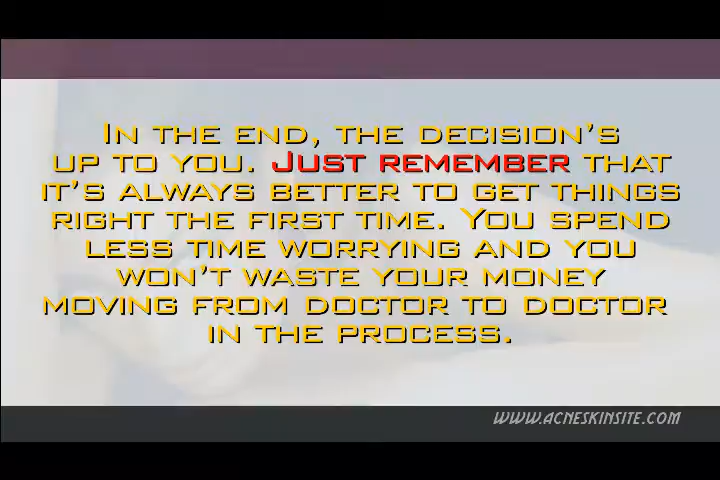 In the end, the decision's
up to you. Just remember that
it's always better to get things
right the first time. You spend
less time worrying and you
won't waste your money
moving from doctor to doctor
in the process.
www.acneskinsite.com